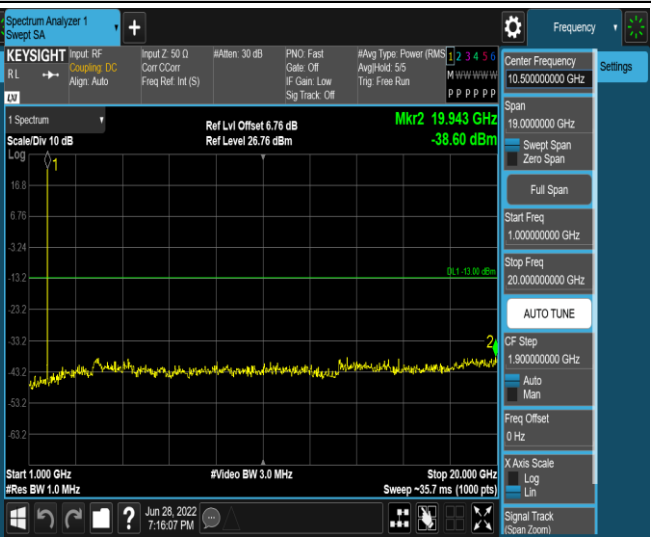 Spectrum Analyzer 1
Swept SA
Frequency
KEYSIGHT
RL
Input: RF
Coupling: DC
Align: Auto
Input Z: 50 Ω
Corr CCorr
Freq Ref: Int (S)
#Atten: 30 dB
PNO: Fast
Gate: Off
IF Gain: Low
Sig Track: Off
#Avg Type: Power (RMS
Avg|Hold: 5/5
Trig: Free Run
1 2 3 4 5 6
M W W W W W
P P P P P P
LXI
1 Spectrum
Scale/Div 10 dB
Log
Ref Lvl Offset 6.76 dB
Ref Level 26.76 dBm
Mkr2 19.943 GHz
-38.60 dBm
1
16.8
6.76
-3.24
-13.2
DL1 -13.00 dBm
-23.2
-33.2
2
-43.2
-53.2
-63.2
Start 1.000 GHz
#Video BW 3.0 MHz
Stop 20.000 GHz
#Res BW 1.0 MHz
Sweep ~35.7 ms (1000 pts)
Jun 28, 2022
7:16:07 PM
Center Frequency
10.500000000 GHz
Settings
Span
19.0000000 GHz
Swept Span
Zero Span
Full Span
Start Freq
1.000000000 GHz
Stop Freq
20.000000000 GHz
AUTO TUNE
CF Step
1.900000000 GHz
Auto
Man
Freq Offset
0 Hz
X Axis Scale
Log
Lin
Signal Track
(Span Zoom)